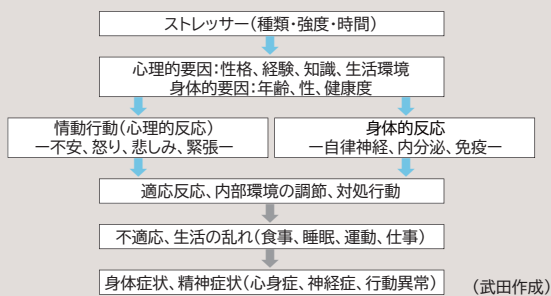 ストレッサー(種類・強度・時間)
心理的要因:性格、経験、知識、生活環境
身体的要因:年齢、性、健康度
情動行動(心理的反応)
ー不安、怒り、悲しみ、緊張ー
身体的反応
ー自律神経、内分泌、免疫ー
適応反応、内部環境の調節、対処行動
不適応、生活の乱れ(食事、睡眠、運動、仕事)
身体症状、精神症状(心身症、神経症、行動異常)
(武田作成)